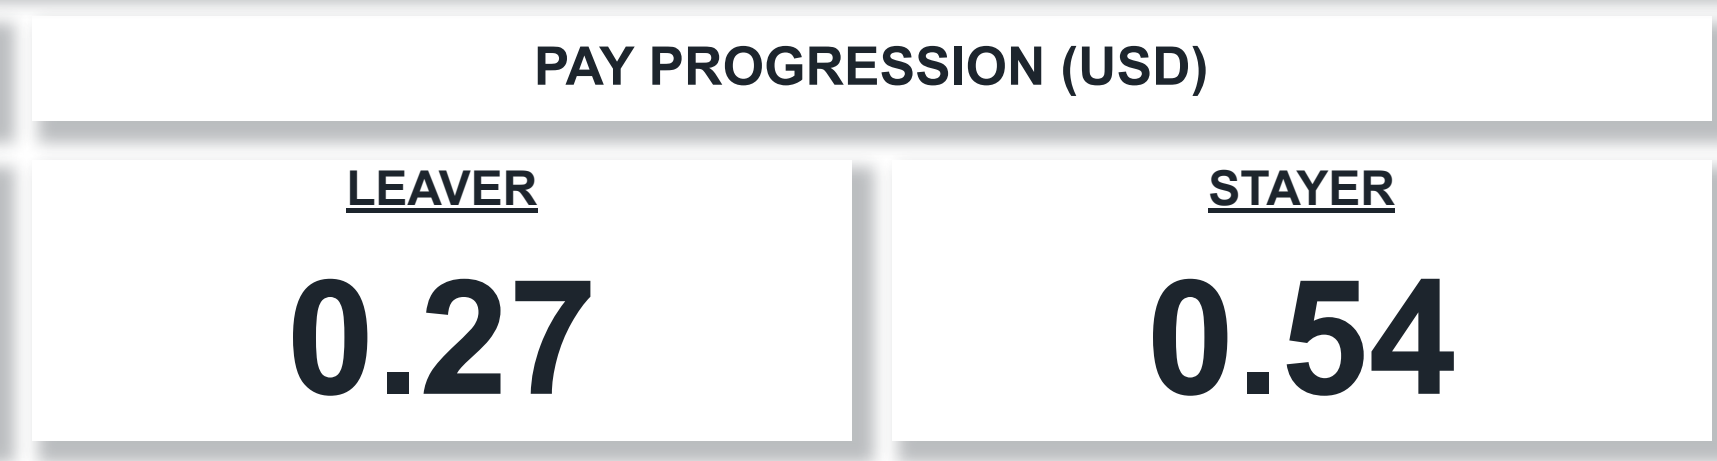 PAY PROGRESSION (USD)
LEAVER
STAYER
0.27
0.54